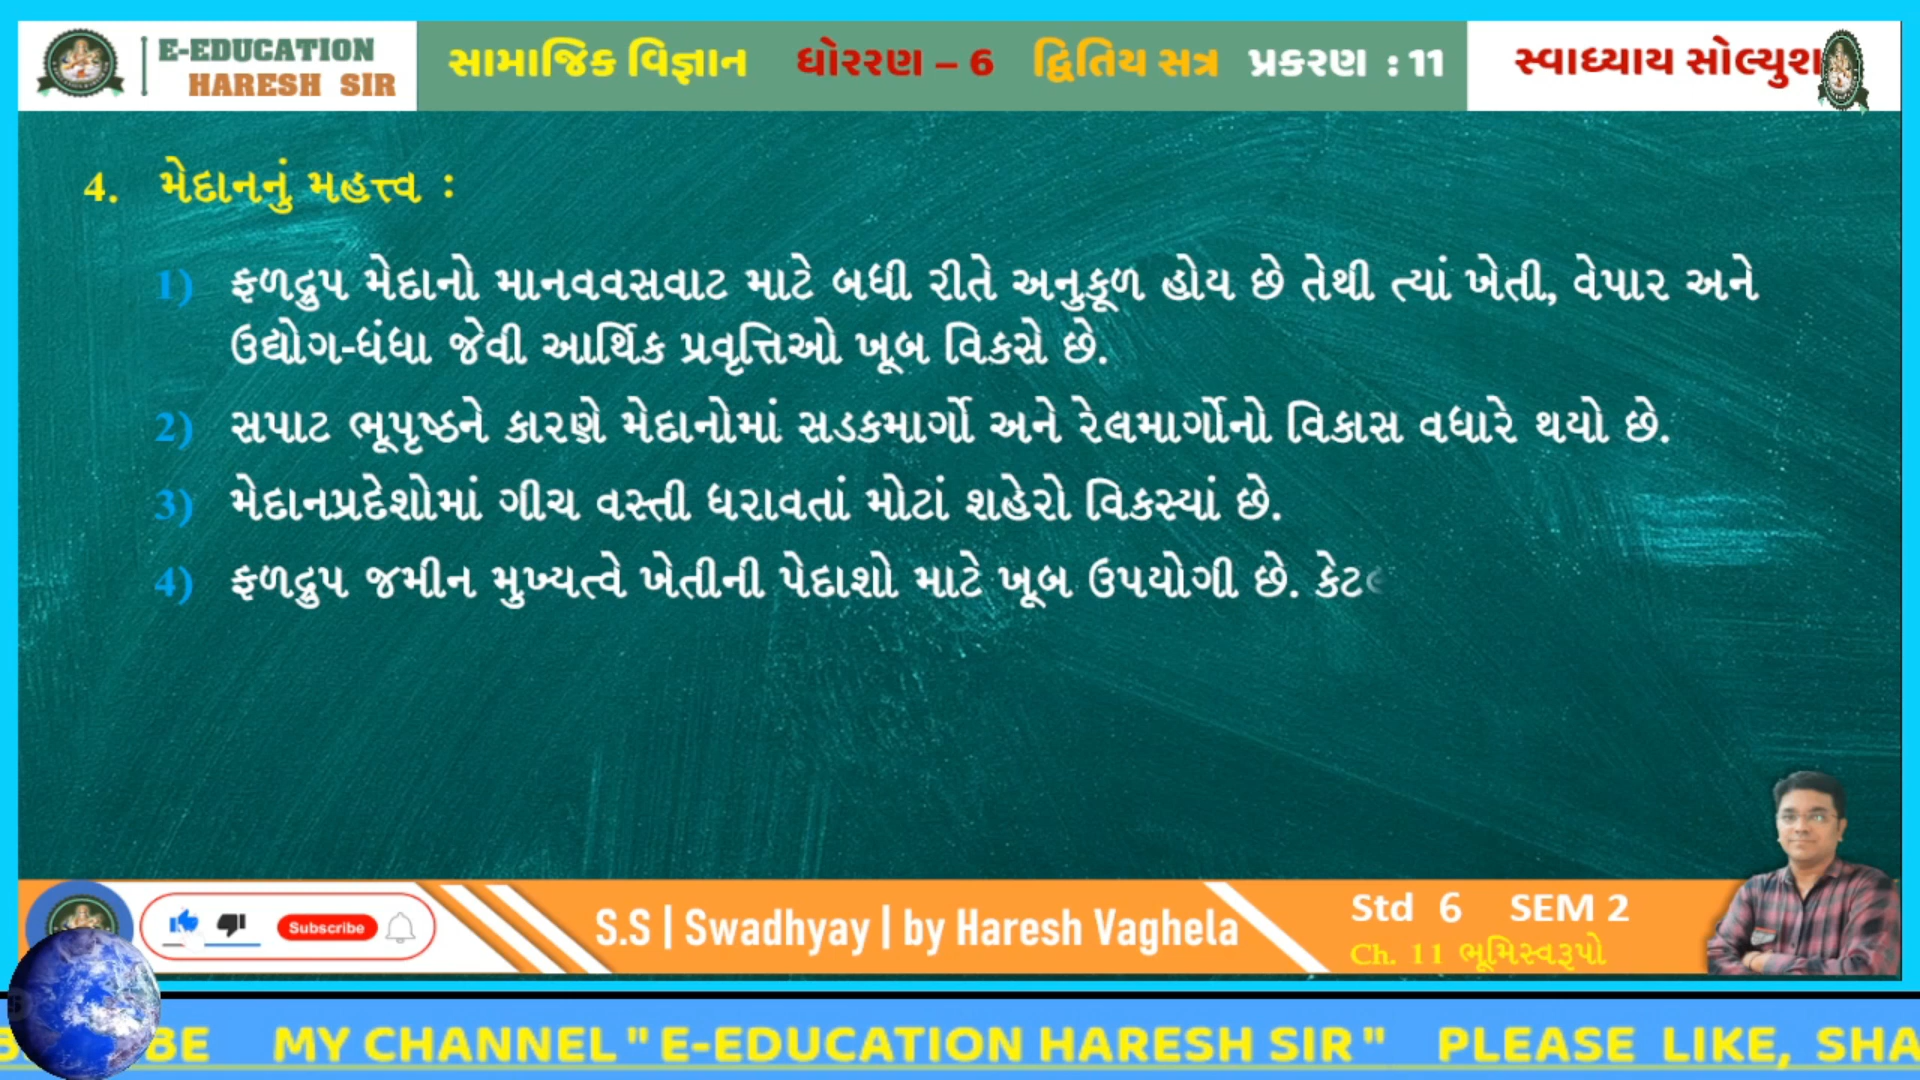 E-EDUCATION
HARESH SIR
સામાજિક વિજ્ઞાન ધોરરણ – 6 દ્વિતિય સત્ર પ્રકરણ : 11
સ્વાધ્યાય
4. મેદાનનું મહત્ત્વ :
1) ફળદ્રુપ મેદાનો માનવવસવાટ માટે બધી રીતે અનુકૂળ હોય છે તેથી ત્યાં ખેતી, વેપાર અને
ઉદ્યોગ-ધંધા જેવી આર્થિક પ્રવૃત્તિઓ ખૂબ વિકસે છે.
2) સપાટ ભૂપૃષ્ઠને કારણે મેદાનોમાં સડકમાર્ગો અને રેલમાર્ગોનો વિકાસ વધારે થયો છે.
3) મેદાનપ્રદેશોમાં ગીચ વસ્તી ધરાવતાં મોટાં શહેરો વિકસ્યાં છે.
4) ફળદ્રુપ જમીન મુખ્યત્વે ખેતીની પેદાશો માટે ખૂબ ઉપયોગી છે.
Subscribe
S.S | Swadhyay | by Haresh Vaghela
Std 6 SEM 2
Ch. 11 ભૂમિસ્વરૂપો
MY CHANNEL " E-EDUCATION HARESH SIR " PLEASE LIKE,